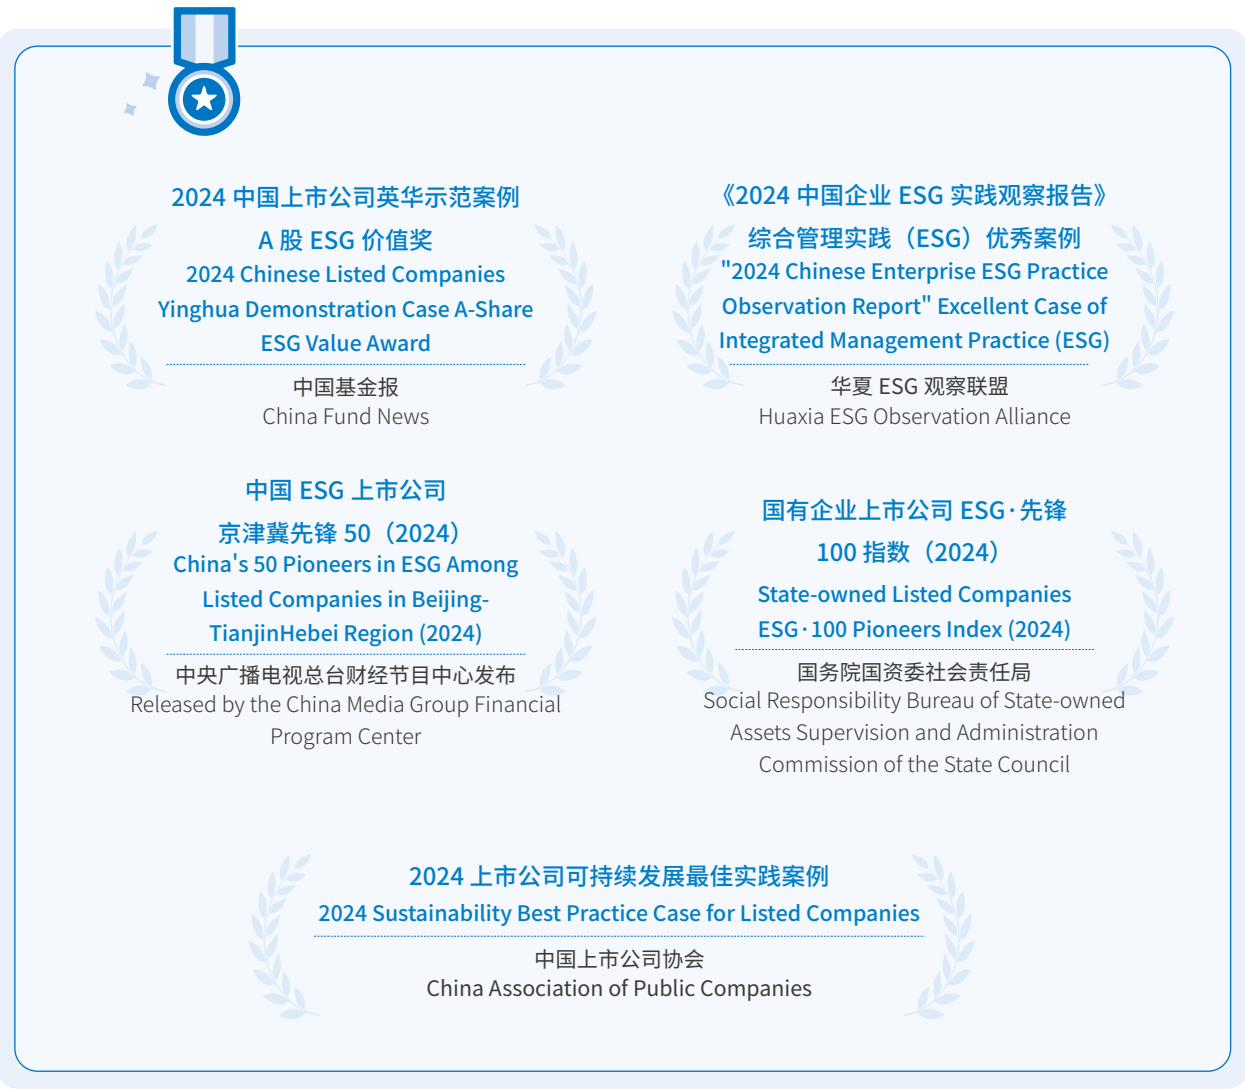 2024 中国上市公司英华示范案例
A 股 ESG 价值奖
2024 Chinese Listed Companies
Yinghua Demonstration Case A-Share
ESG Value Award
中国基金报
China Fund News
《2024 中国企业 ESG 实践观察报告》
综合管理实践（ESG）优秀案例
"2024 Chinese Enterprise ESG Practice
Observation Report" Excellent Case of
Integrated Management Practice (ESG)
华夏 ESG 观察联盟
Huaxia ESG Observation Alliance
中国 ESG 上市公司
京津冀先锋 50（2024）
China's 50 Pioneers in ESG Among
Listed Companies in Beijing-
TianjinHebei Region (2024)
中央广播电视总台财经节目中心发布
Released by the China Media Group Financial
Program Center
国有企业上市公司 ESG·先锋
100 指数（2024）
State-owned Listed Companies
ESG·100 Pioneers Index (2024)
国务院国资委社会责任局
Social Responsibility Bureau of State-owned
Assets Supervision and Administration
Commission of the State Council
2024 上市公司可持续发展最佳实践案例
2024 Sustainability Best Practice Case for Listed Companies
中国上市公司协会
China Association of Public Companies